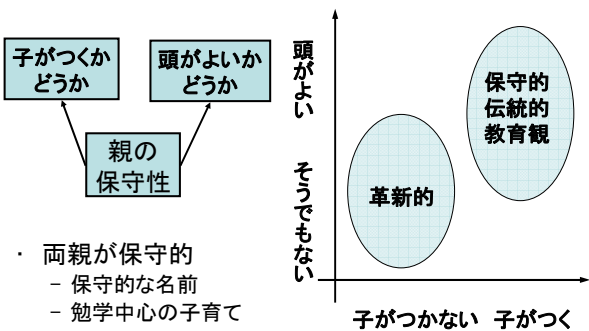 子がつくか
どうか
頭がよいか
どうか
親の
保守性
・ 両親が保守的
– 保守的な名前
– 勉学中心の子育て
頭がよい
そうでもない
保守的
伝統的
教育観
革新的
子がつかない 子がつく